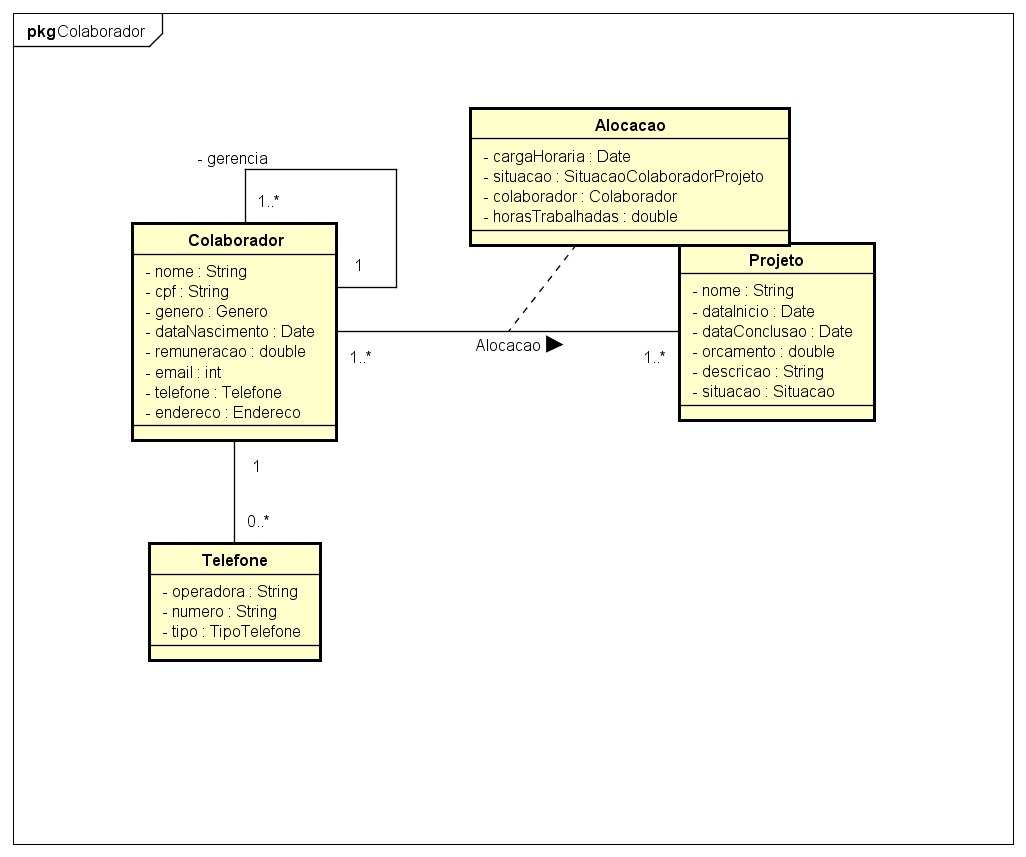 pkg Colaborador
Alocacao
- cargaHoraria : Date
- situacao : SituacaoColaboradorProjeto
- colaborador : Colaborador
- horasTrabalhadas : double
- gerencia
1..*
1
Colaborador
- nome : String
- cpf : String
- genero : Genero
- dataNascimento : Date
- remuneracao : double
- email : int
- telefone : Telefone
- endereco : Endereco
Projeto
- nome : String
- dataInicio : Date
- dataConclusao : Date
- orcamento : double
- descricao : String
- situacao : Situacao
1..*
Alocacao
1..*
1
0..*
Telefone
- operadora : String
- numero : String
- tipo : TipoTelefone